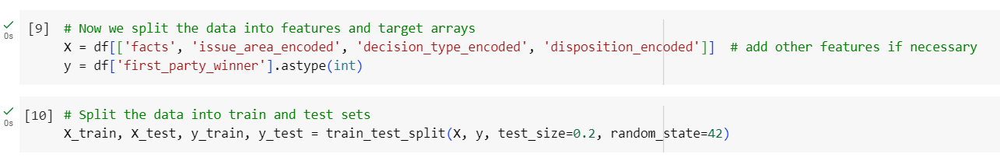 [9] # Now we split the data into features and target arrays
X = df[['facts', 'issue_area_encoded', 'decision_type_encoded', 'disposition_encoded']]  # add other features if necessary
0s
y = df['first_party_winner'].astype(int)
[10] # Split the data into train and test sets
0s
X_train, X_test, y_train, y_test = train_test_split(X, y, test_size=0.2, random_state=42)